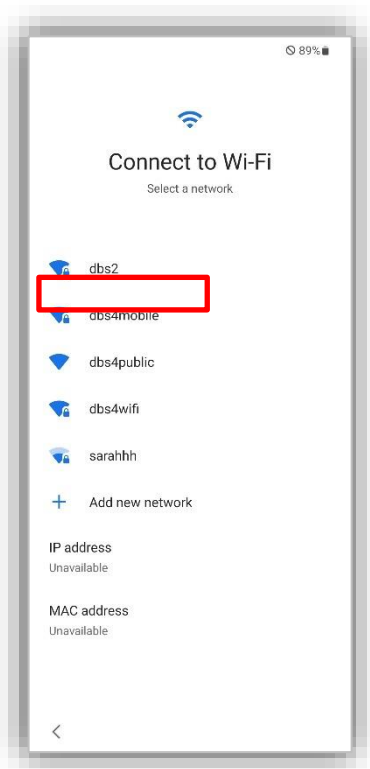 89%
Connect to Wi-Fi
Select a network
dbs2
dbs4mobile
dbs4public
dbs4wifi
sarahhh
Add new network
IP address
Unavailable
MAC address
Unavailable